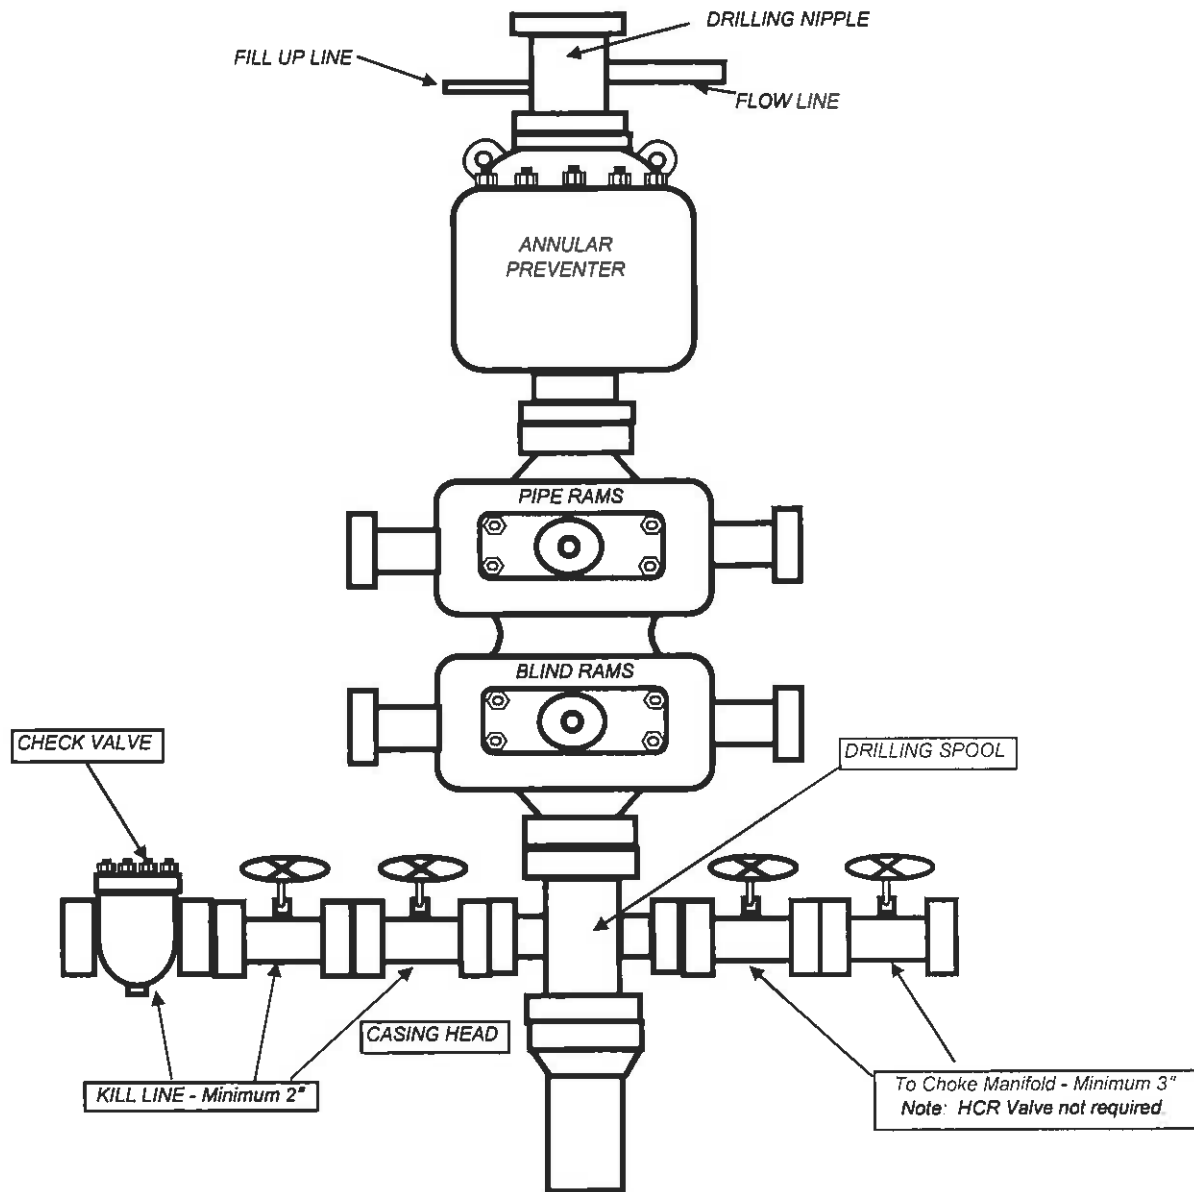 DRILLING NIPPLE
FILL UP LINE
FLOW LINE
ANNULAR
PREVENTER
PIPE RAMS
BLIND RAMS
CHECK VALVE
DRILLING SPOOL
CASING HEAD
KILL LINE - Minimum 2"
To Choke Manifold - Minimum 3"
Note: HCR Valve not required.